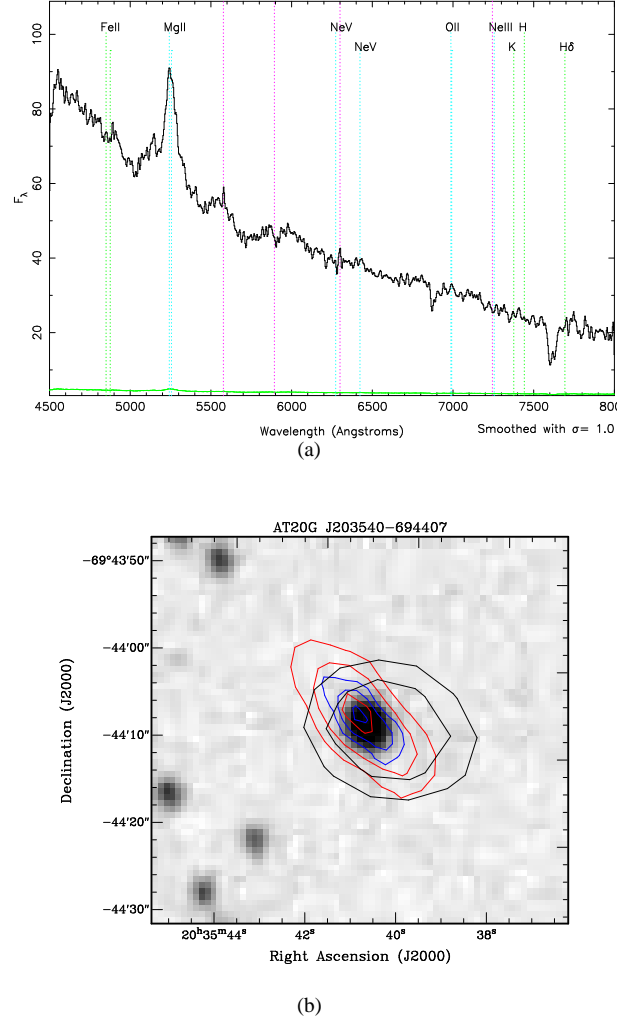 FeII MgII NeV OII NeIII H
NeV K Hδ
100
80
60
40
20
F_λ
4500 5000 5500 6000 6500 7000 7500 800
Wavelength (Angstroms)
Smoothed with σ= 1.0
(a)
AT20G J203540-694407
-69°43'50"
-44'00"
-44'10"
-44'20"
-44'30"
Declination (J2000)
20h35m44s 42s 40s 38s
Right Ascension (J2000)
(b)